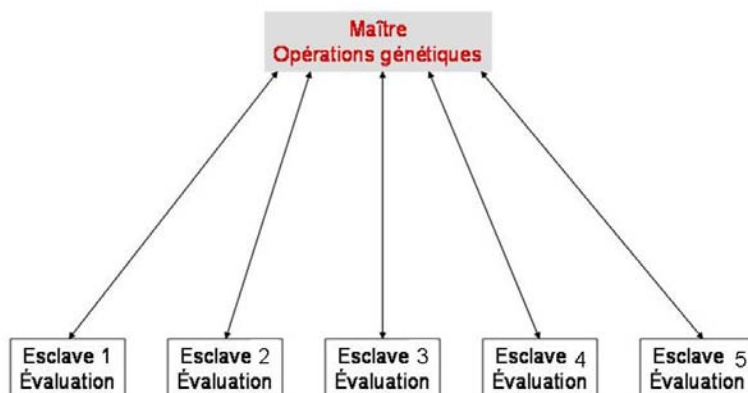 Maître
Opérations génétiques
Esclave 1
Évaluation
Esclave 2
Évaluation
Esclave 3
Évaluation
Esclave 4
Évaluation
Esclave 5
Évaluation